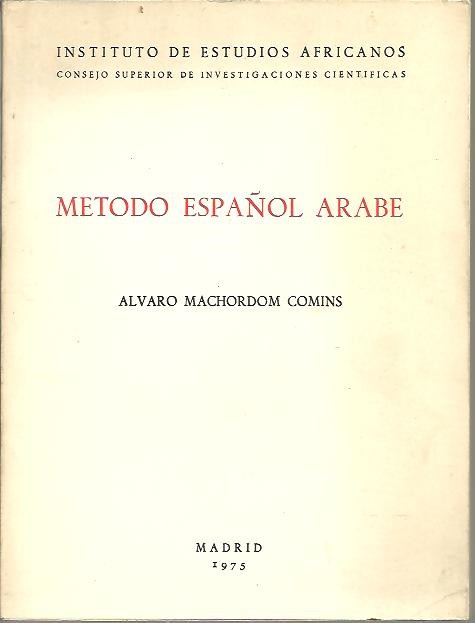 INSTITUTO DE ESTUDIOS AFRICANOS
CONSEJO SUPERIOR DE INVESTIGACIONES CIENTIFICAS
METODO ESPAÑOL ARABE
ALVARO MACHORDOM COMINS
MADRID
1975